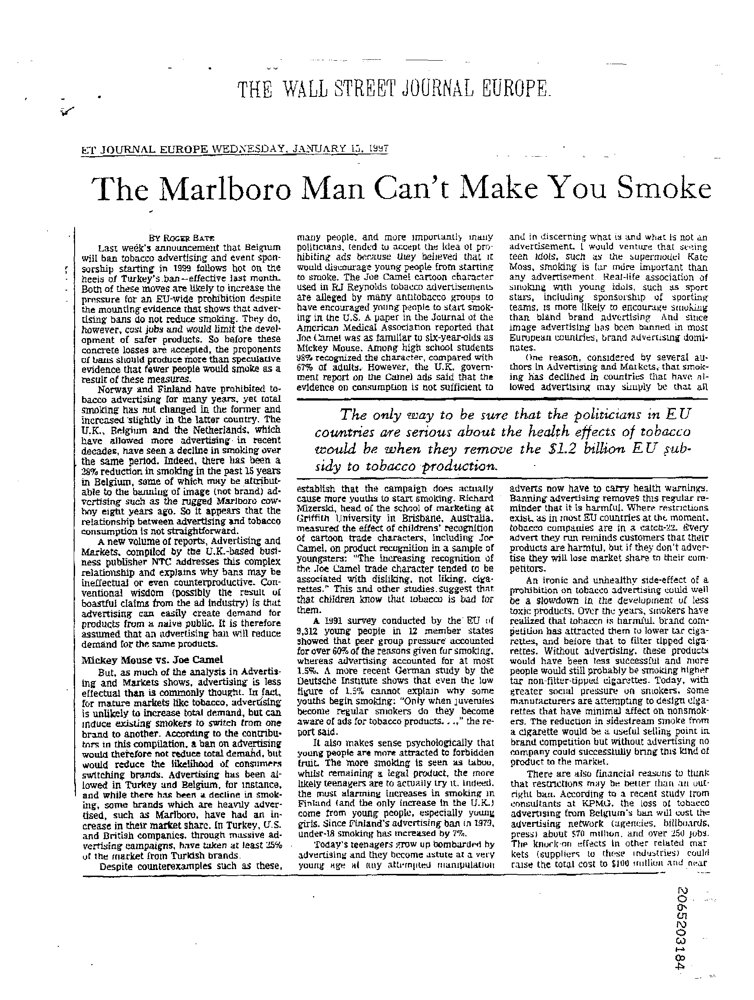 THE WALL STREET JOURNAL EUROPE.
ET JOURNAL EUROPE WEDNESDAY, JANUARY 15, 1997
The Marlboro Man Can't Make You Smoke
BY ROGER BATE
Last week's announcement that Belgium
will ban tobacco advertising and event spon-
sorship starting in 1999 follows hot on the
heels of Turkey's ban--effective last month.
Both of these moves are likely to increase the
pressure for an EU-wide prohibition despite
the mounting evidence that shows that adver-
tising bans do not reduce smoking. They do,
however, cost jobs and would limit the devel-
opment of safer products. So before these
concrete losses are accepted, the proponents
of bans should produce more than speculative
evidence that fewer people would smoke as a
result of these measures.
Norway and Finland have prohibited to-
bacco advertising for many years, yet total
smoking has not changed in the former and
increased slightly in the latter country. The
U.K., Belgium and the Netherlands, which
have allowed more advertising in recent
decades, have seen a decline in smoking over
the same period. Indeed, there has been a
28% reduction in smoking in the past 15 years
in Belgium, some of which may be attribut-
able to the banning of image (not brand) ad-
vertising such as the rugged Marlboro cow-
boy eight years ago. So it appears that the
relationship between advertising and tobacco
consumption is not straightforward.
A new volume of reports, Advertising and
Markets, compiled by the U.K.-based busi-
ness publisher NTC addresses this complex
relationship and explains why bans may be
ineffectual or even counterproductive. Con-
ventional wisdom (possibly the result of
boastful claims from the ad industry) is that
advertising can easily create demand for
products from a naive public. It is therefore
assumed that an advertising ban will reduce
demand for the same products.
Mickey Mouse vs. Joe Camel
But, as much of the analysis in Advertis-
ing and Markets shows, advertising is less
effectual than is commonly thought. In fact,
for mature markets like tobacco, advertising
is unlikely to increase total demand, but can
induce existing smokers to switch from one
brand to another. According to the contribu-
tors in this compilation, a ban on advertising
would therefore not reduce total demand, but
would reduce the likelihood of consumers
switching brands. Advertising has been al-
lowed in Turkey and Belgium, for instance,
and while there has been a decline in smok-
ing, some brands which are heavily adver-
tised, such as Marlboro, have had an in-
crease in their market share. In Turkey, U.S.
and British companies, through massive ad-
vertising campaigns, have taken at least 25%
of the market from Turkish brands.
Despite counterexamples such as these,
many people, and more importantly many
politicians, tended to accept the idea of pro-
hibiting ads because they believed that it
would discourage young people from starting
to smoke. The Joe Camel cartoon character
used in RJ Reynolds tobacco advertisements
are alleged by many antitobacco groups to
have encouraged young people to start smok-
ing in the U.S. A paper in the Journal of the
American Medical Association reported that
Joe Camel was as familiar to six-year-olds as
Mickey Mouse. Among high school students
98% recognized the character, compared with
67% of adults. However, the U.K. govern-
ment report on the Camel ads said that the
evidence on consumption is not sufficient to
and in discerning what is and what is not an
advertisement. I would venture that seeing
teen idols, such as the supermodel Kate
Moss, smoking is far more important than
any advertisement. Real-life association of
smoking with young idols, such as sport
stars, including sponsorship of sporting
teams, is more likely to encourage smoking
than bland brand advertising And since
image advertising has been banned in most
European countries, brand advertising domi-
nates.
One reason, considered by several au-
thors in Advertising and Markets, that smok-
ing has declined in countries that have al-
lowed advertising may simply be that all
The only way to be sure that the politicians in EU
countries are serious about the health effects of tobacco
would be when they remove the $1.2 billion EU sub-
sidy to tobacco production.
establish that the campaign does actually
cause more youths to start smoking. Richard
Mizerski, head of the school of marketing at
Griffith University in Brisbane, Australia,
measured the effect of childrens' recognition
of cartoon trade characters, including Joe
Camel, on product recognition in a sample of
youngsters: "The increasing recognition of
the Joe Camel trade character tended to be
associated with disliking, not liking, ciga-
rettes." This and other studies suggest that
that children know that tobacco is bad for
them.
A 1991 survey conducted by the EU of
9,312 young people in 12 member states
showed that peer group pressure accounted
for over 60% of the reasons given for smoking,
whereas advertising accounted for at most
1.5%. A more recent German study by the
Deutsche Institute shows that even the low
figure of 1.5% cannot explain why some
youths begin smoking: "Only when juveniles
become regular smokers do they become
aware of ads for tobacco products. . .," the re-
port said.
It also makes sense psychologically that
young people are more attracted to forbidden
fruit. The more smoking is seen as taboo,
whilst remaining a legal product, the more
likely teenagers are to actually try it. Indeed,
the most alarming increases in smoking in
Finland (and the only increase in the U.K.)
come from young people, especially young
girls. Since Finland's advertising ban in 1979,
under-18 smoking has increased by 7%.
Today's teenagers grow up bombarded by
advertising and they become astute at a very
young age at any attempted manipulation
adverts now have to carry health warnings.
Banning advertising removes this regular re-
minder that it is harmful. Where restrictions
exist, as in most EU countries at the moment,
tobacco companies are in a catch-22. Every
advert they run reminds customers that their
products are harmful, but if they don't adver-
tise they will lose market share to their com-
petitors.
An ironic and unhealthy side-effect of a
prohibition on tobacco advertising could well
be a slowdown in the development of less
toxic products. Over the years, smokers have
realized that tobacco is harmful. brand com-
petition has attracted them to lower tar ciga-
rettes, and before that to filter tipped ciga-
rettes. Without advertising, these products
would have been less successful and more
people would still probably be smoking higher
tar non-filter-tipped cigarettes. Today, with
greater social pressure on smokers, some
manufacturers are attempting to design ciga-
rettes that have minimal affect on nonsmok-
ers. The reduction in sidestream smoke from
a cigarette would be a useful selling point in
brand competition but without advertising no
company could successfully bring this kind of
product to the market.
There are also financial reasons to think
that restrictions may be better than an out-
right ban. According to a recent study from
consultants at KPMG, the loss of tobacco
advertising from Belgium's ban will cost the
advertising network (agencies, billboards,
press) about $70 million, and over 250 jobs.
The knock-on effects in other related mar
kets (suppliers to these industries) could
raise the total cost to $100 million and near
2065203184